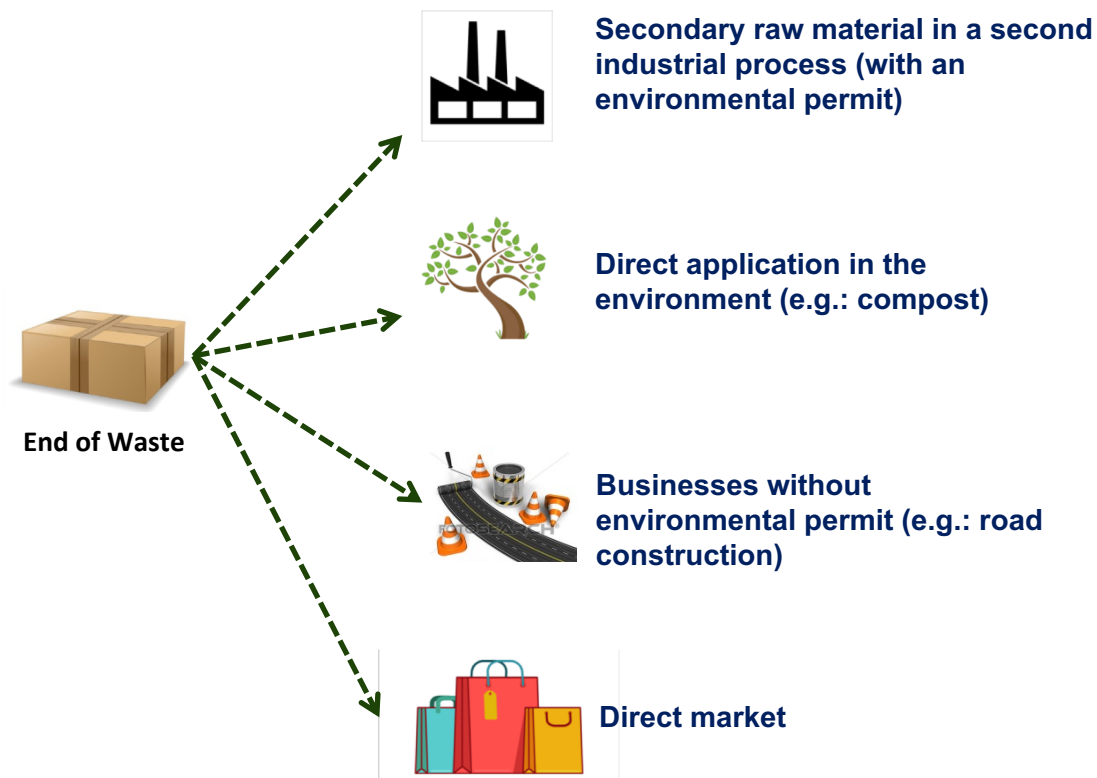 Secondary raw material in a second
industrial process (with an
environmental permit)
Direct application in the
environment (e.g.: compost)
End of Waste
Businesses without
environmental permit (e.g.: road
construction)
FOTOSEARCH
Direct market